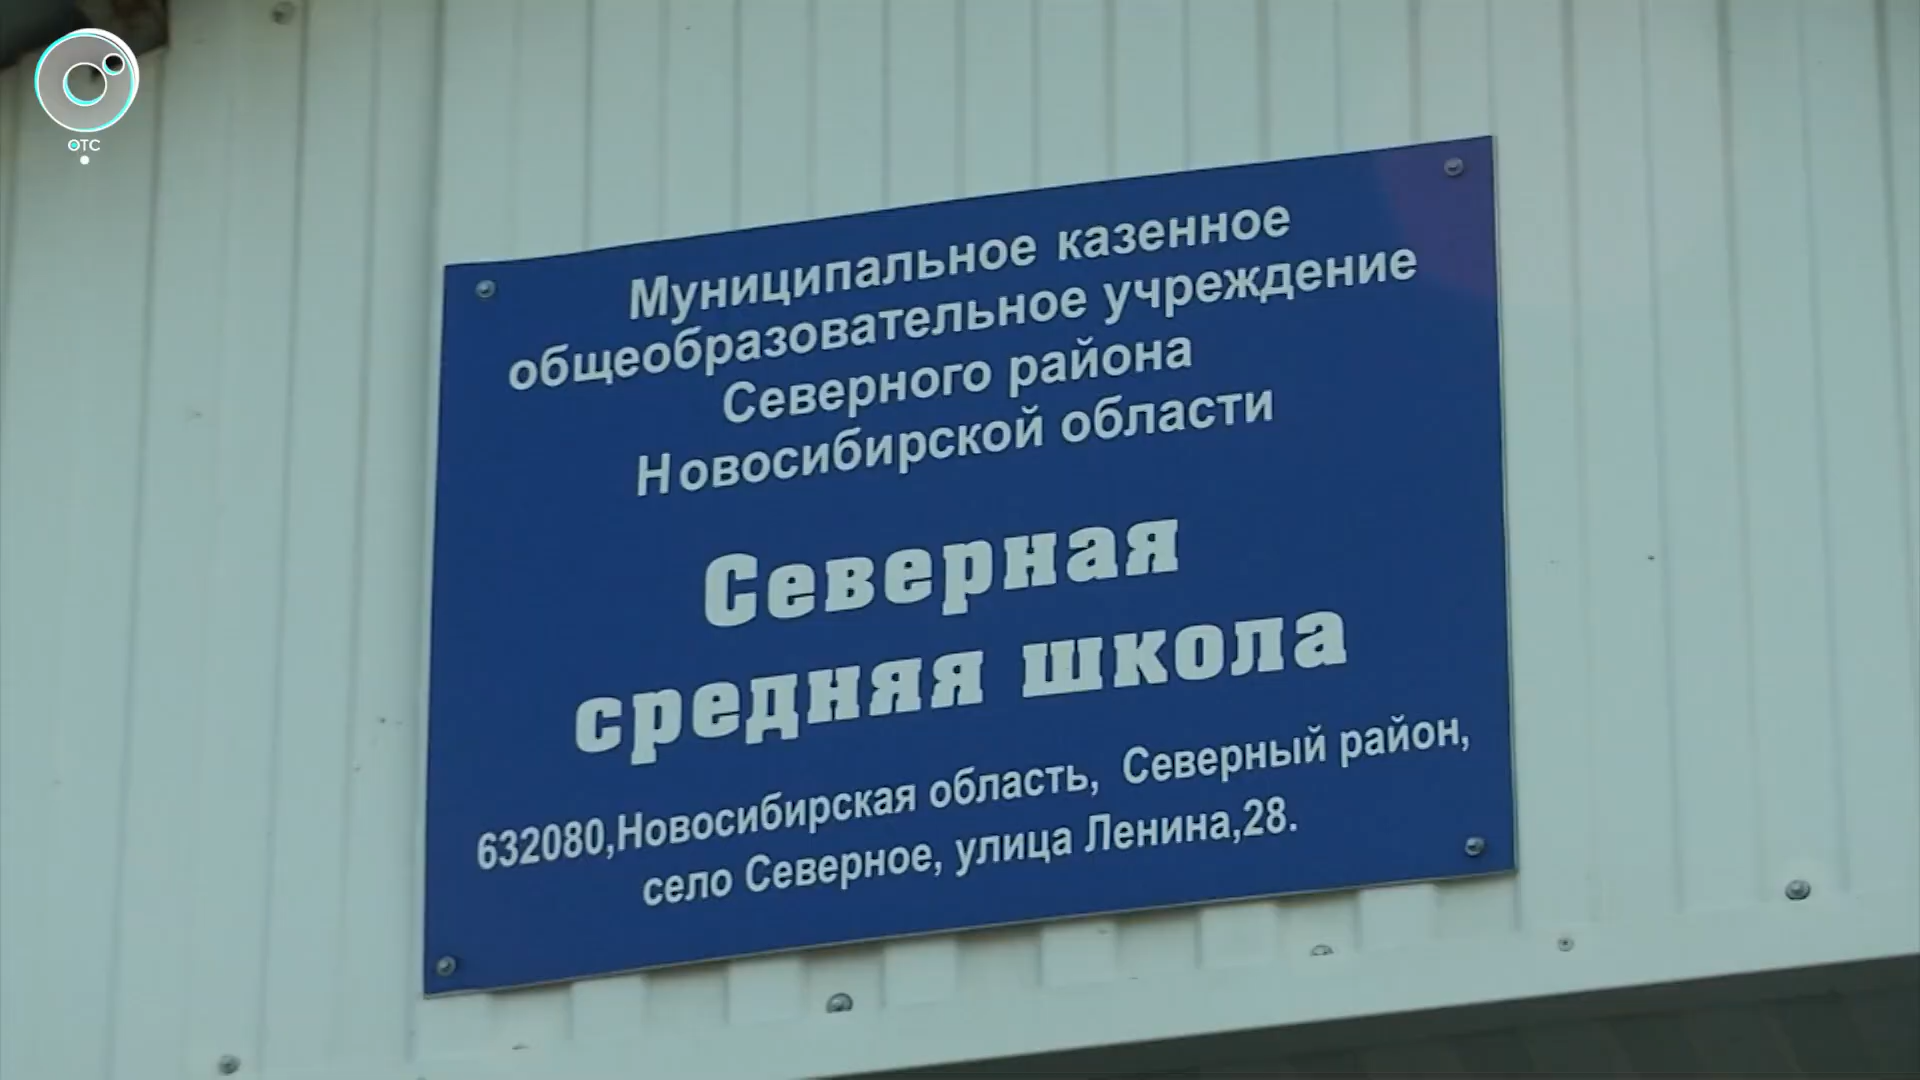 ОТС
Муниципальное казенное
общеобразовательное учреждение
Северного района
Новосибирской области
Северная
средняя школа
632080,Новосибирская область, Северный район,
село Северное, улица Ленина,28.